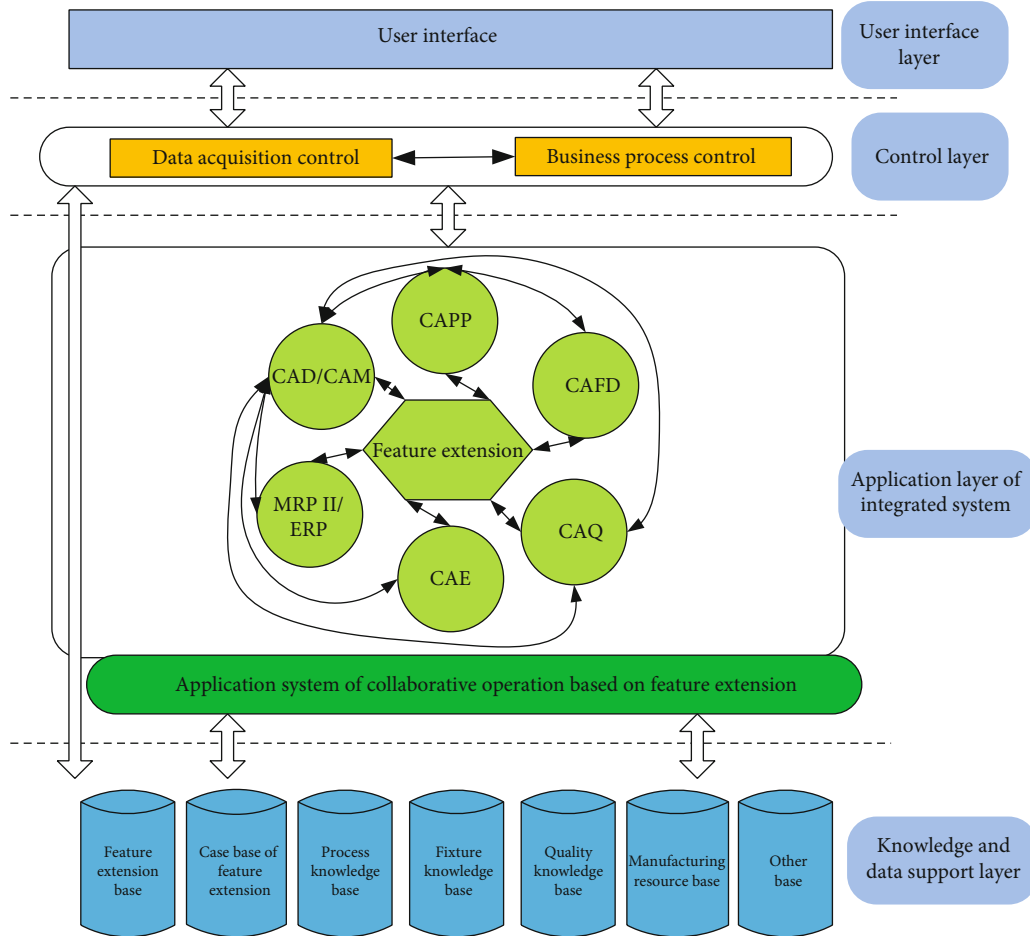 User interface
User interface
layer
Data acquisition control
Business process control
Control layer
CAPP
CAD/CAM
CAFD
Feature extension
MRP II/
ERP
CAQ
CAE
Application layer of
integrated system
Application system of collaborative operation based on feature extension
Feature
extension
base
Case base of
feature
extension
Process
knowledge
base
Fixture
knowledge
base
Quality
knowledge
base
Manufacturing
resource base
Other
base
Knowledge and
data support layer